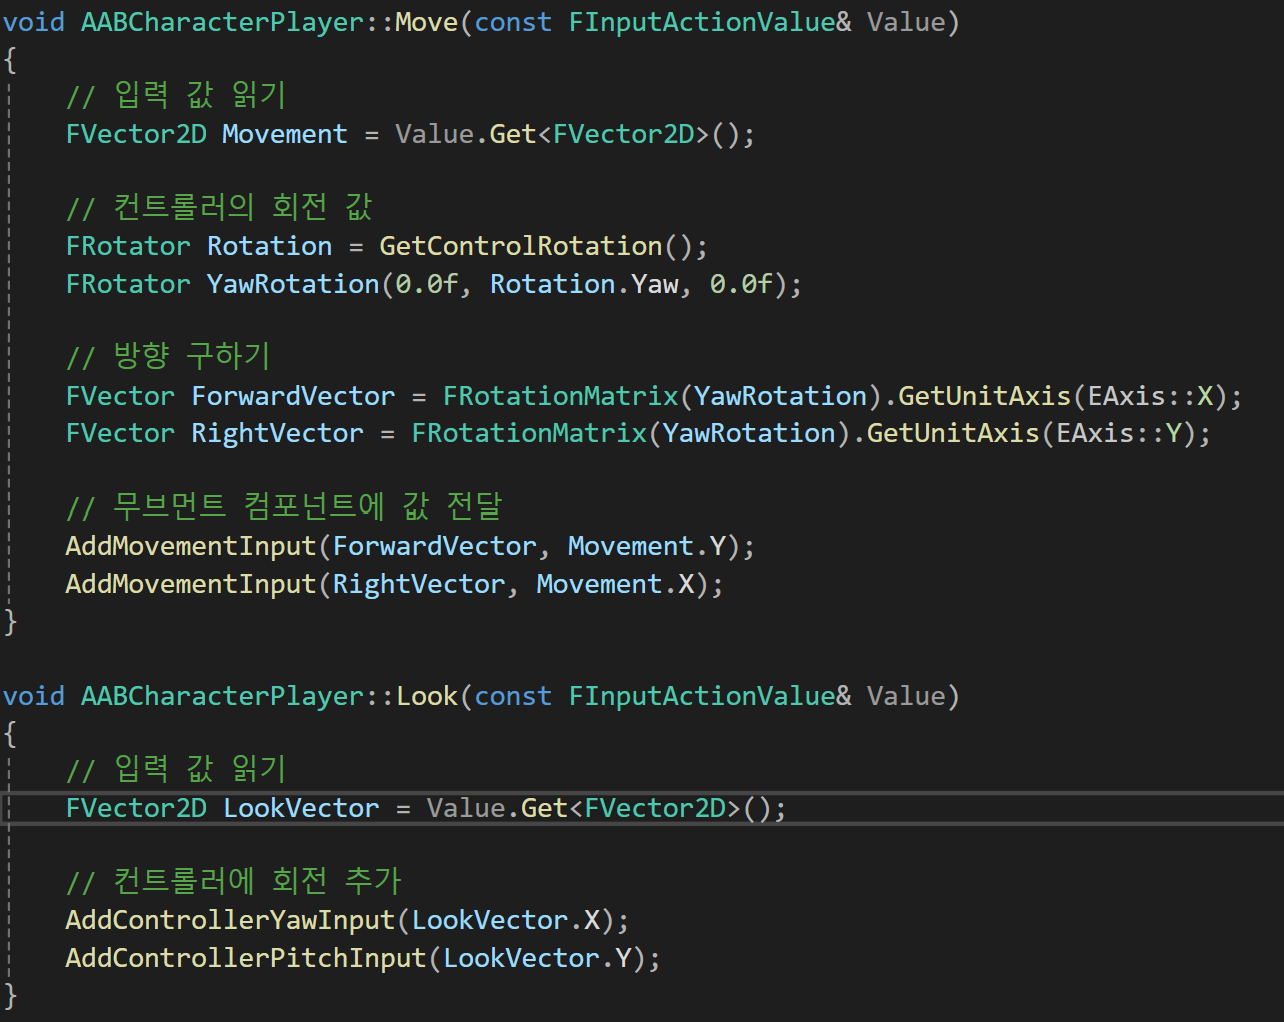 void AABCharacterPlayer::Move(const FInputActionValue& Value)
{
    // 입력 값 읽기
    FVector2D Movement = Value.Get<FVector2D>();

    // 컨트롤러의 회전 값
    FRotator Rotation = GetControlRotation();
    FRotator YawRotation(0.0f, Rotation.Yaw, 0.0f);

    // 방향 구하기
    FVector ForwardVector = FRotationMatrix(YawRotation).GetUnitAxis(EAxis::X);
    FVector RightVector = FRotationMatrix(YawRotation).GetUnitAxis(EAxis::Y);

    // 무브먼트 컴포넌트에 값 전달
    AddMovementInput(ForwardVector, Movement.Y);
    AddMovementInput(RightVector, Movement.X);
}

void AABCharacterPlayer::Look(const FInputActionValue& Value)
{
    // 입력 값 읽기
    FVector2D LookVector = Value.Get<FVector2D>();

    // 컨트롤러에 회전 추가
    AddControllerYawInput(LookVector.X);
    AddControllerPitchInput(LookVector.Y);
}